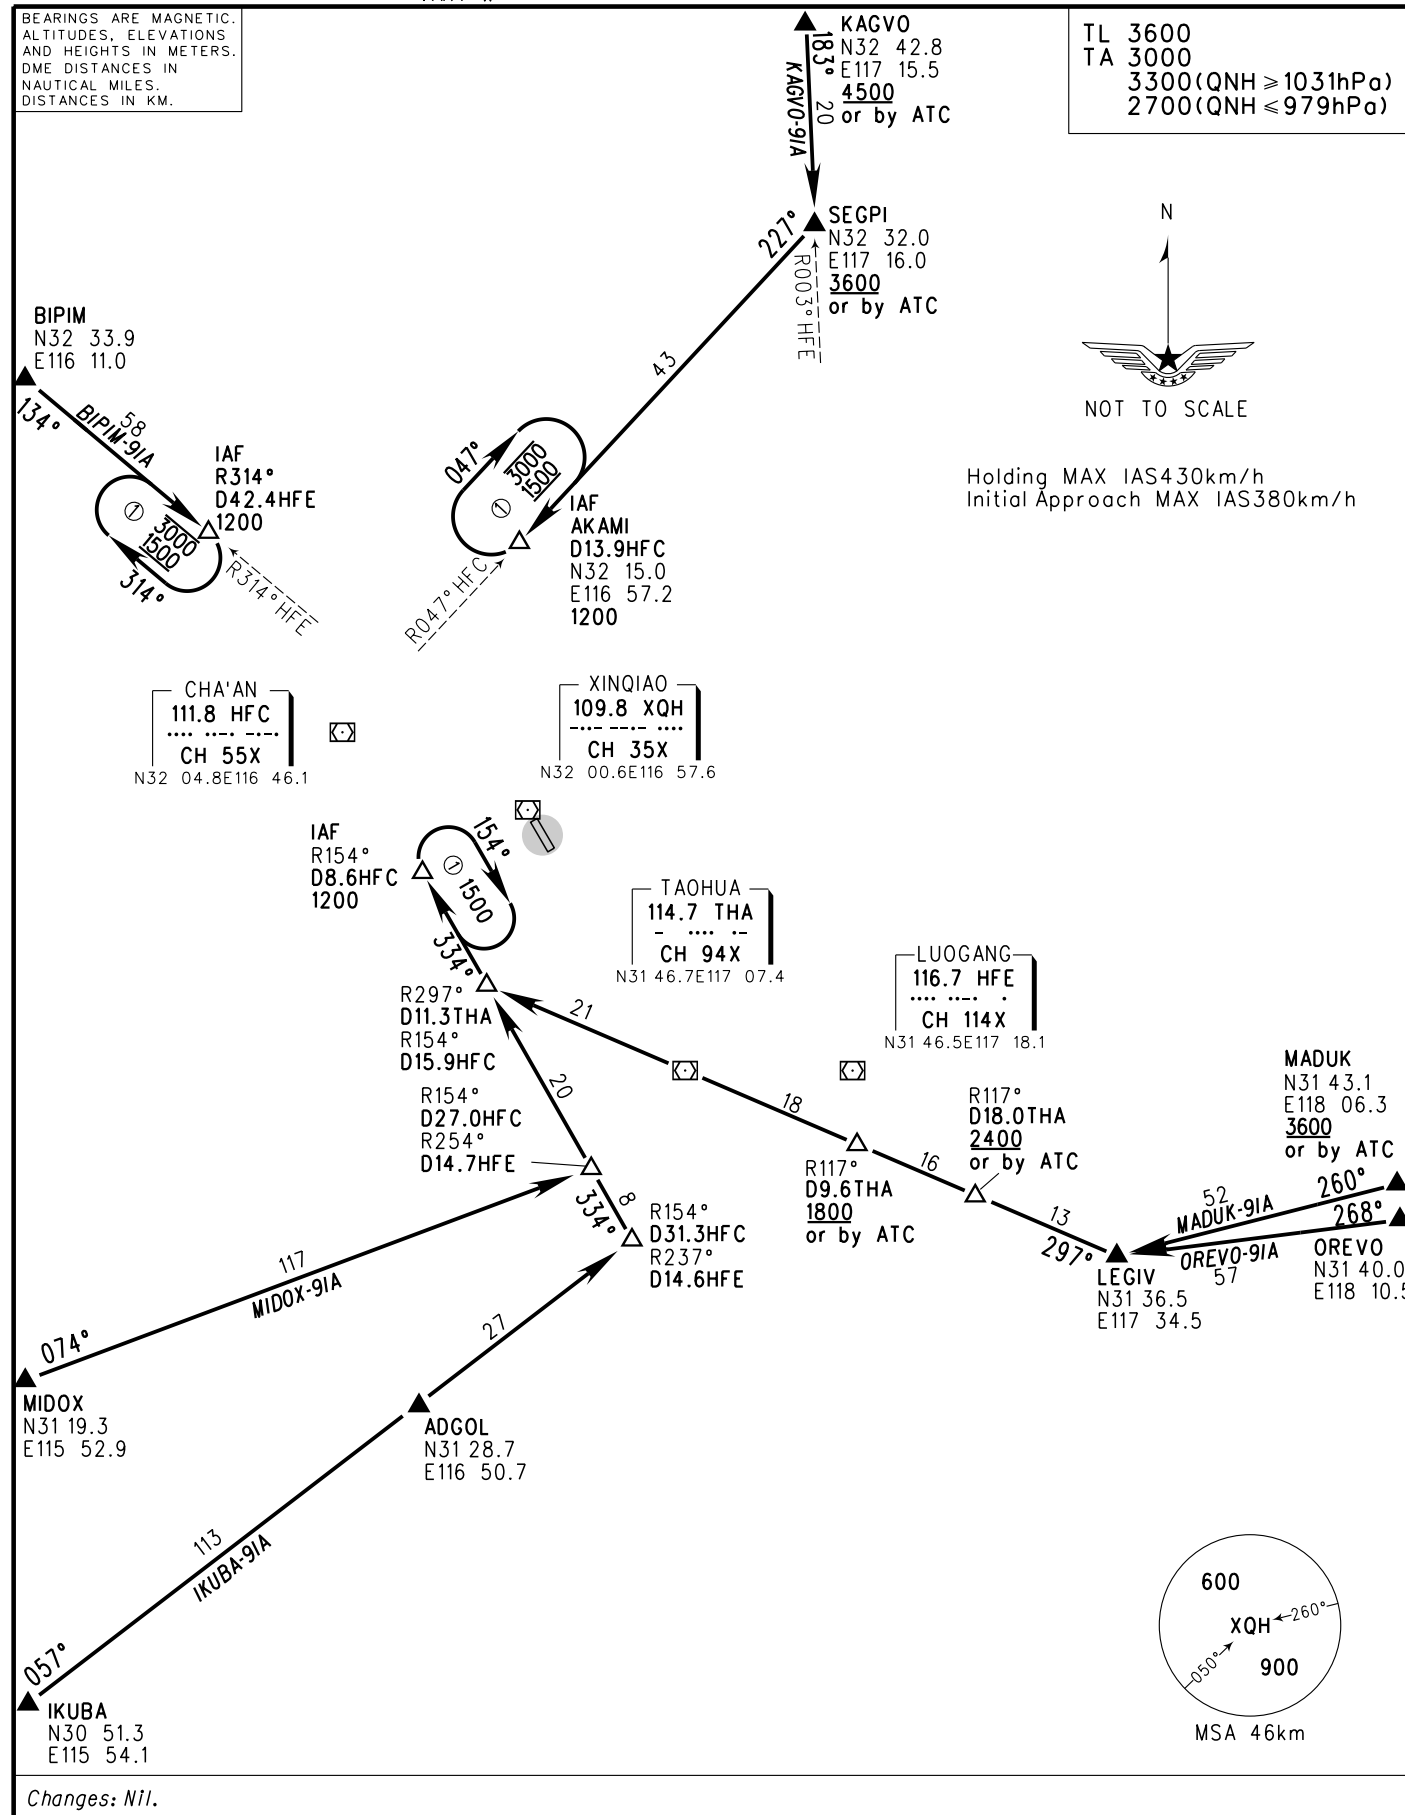 BEARINGS ARE MAGNETIC.
ALTITUDES, ELEVATIONS
AND HEIGHTS IN METERS.
DME DISTANCES IN
NAUTICAL MILES.
DISTANCES IN KM.
TL 3600
TA 3000
3300(QNH ≥ 1031hPa)
2700(QNH ≤ 979hPa)
KAGVO
N32 42.8
E117 15.5
4500
or by ATC
183°
20
KAGVO-91A
SEGPI
N32 32.0
E117 16.0
3600
or by ATC
227°
R003° HFE
43
N
NOT TO SCALE
Holding MAX IAS430km/h
Initial Approach MAX IAS380km/h
BIPIM
N32 33.9
E116 11.0
134°
58
BIPIM-91A
IAF
R314°
D42.4HFE
1200
①
3000
1500
314°
R314° HFE
047°
3000
1500
①
IAF
AKAMI
D13.9HFC
N32 15.0
E116 57.2
1200
R047° HFC
CHA'AN
111.8 HFC
.... ..-. -.-.
CH 55X
N32 04.8E116 46.1
XINQIAO
109.8 XQH
-..- --.- ....
CH 35X
N32 00.6E116 57.6
IAF
R154°
D8.6HFC
1200
154°
①
1500
334°
TAOHUA
114.7 THA
- .... .-
CH 94X
N31 46.7E117 07.4
LUOGANG
116.7 HFE
.... ..-. .
CH 114X
N31 46.5E117 18.1
R297°
D11.3THA
R154°
D15.9HFC
21
20
18
R154°
D27.0HFC
R254°
D14.7HFE
R117°
D18.0THA
2400
or by ATC
16
R117°
D9.6THA
1800
or by ATC
MADUK
N31 43.1
E118 06.3
3600
or by ATC
260°
52
MADUK-91A
268°
OREVO-91A
57
OREVO
N31 40.0
E118 10.5
13
297°
LEGIV
N31 36.5
E117 34.5
8
334°
R154°
D31.3HFC
R237°
D14.6HFE
117
MIDOX-91A
074°
MIDOX
N31 19.3
E115 52.9
27
ADGOL
N31 28.7
E116 50.7
113
IKUBA-91A
057°
IKUBA
N30 51.3
E115 54.1
600
XQH
260°
050°
900
MSA 46km
Changes: Nil.